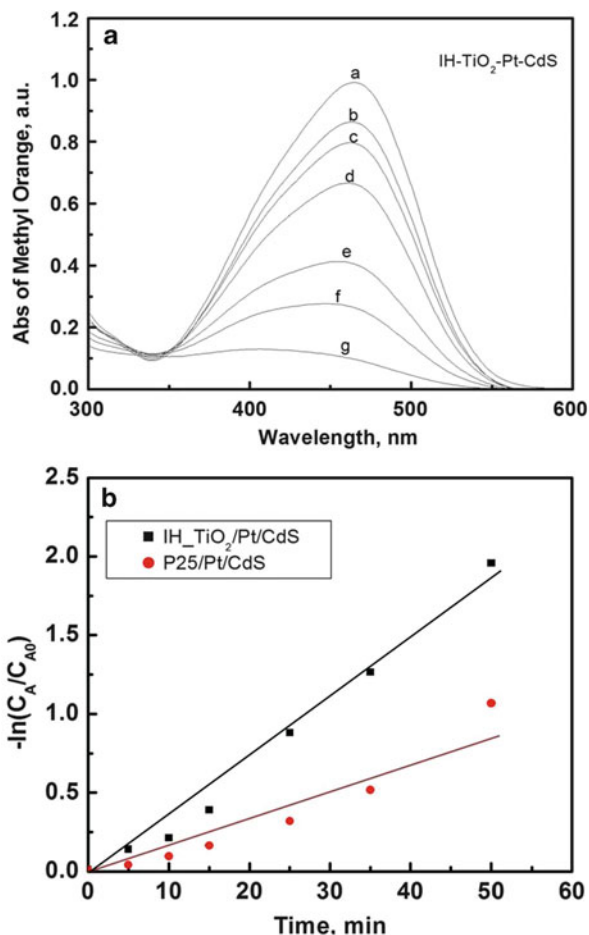 a
IH-TiO₂-Pt-CdS
Abs of Methyl Orange, a.u.
1.2
1.0
0.8
0.6
0.4
0.2
0.0
a
b
c
d
e
f
g
300 400 500 600
Wavelength, nm
b
IH_TiO₂/Pt/CdS
P25/Pt/CdS
-ln(C_A/C_A0)
2.5
2.0
1.5
1.0
0.5
0.0
0 10 20 30 40 50 60
Time, min